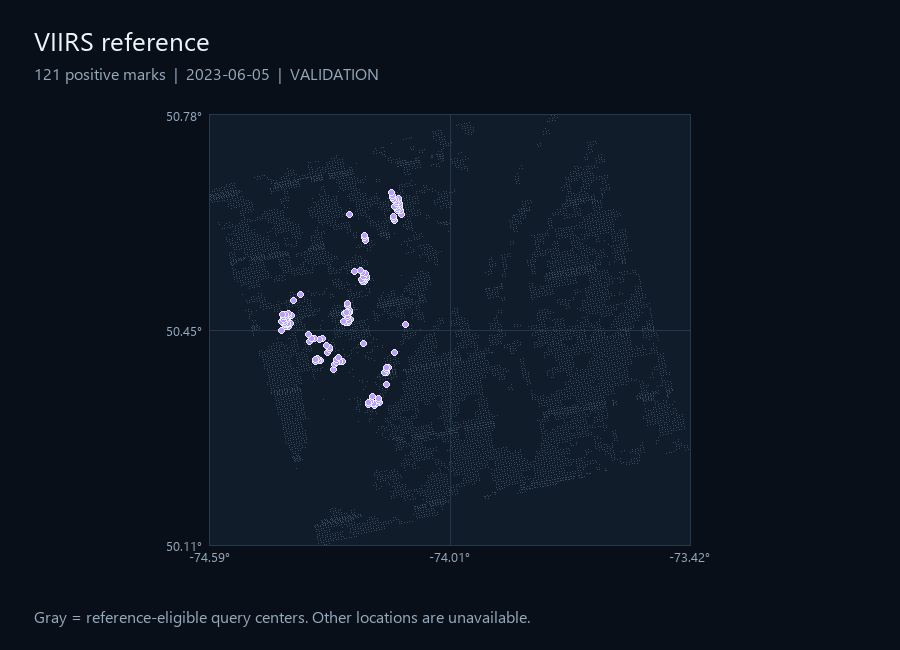 VIIRS reference
121 positive marks | 2023-06-05 | VALIDATION
50.78°
50.45°
50.11°
-74.59°
-74.01°
-73.42°
Gray = reference-eligible query centers. Other locations are unavailable.